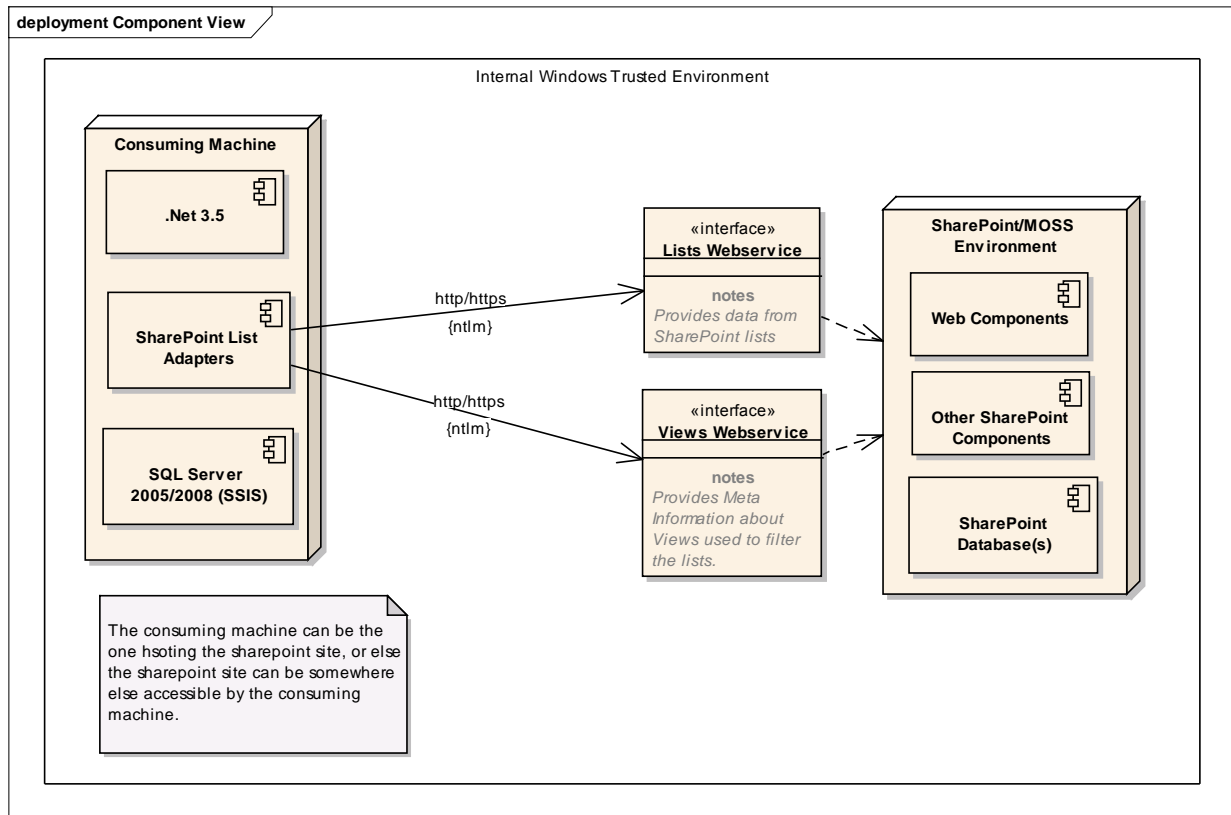 deployment Component View
Internal Windows Trusted Environment
Consuming Machine
.Net 3.5
SharePoint List
Adapters
SQL Server
2005/2008 (SSIS)
http/https
{ntlm}
http/https
{ntlm}
«interface»
Lists Webservice
notes
Provides data from
SharePoint lists
«interface»
Views Webservice
notes
Provides Meta
Information about
Views used to filter
the lists.
SharePoint/MOSS
Environment
Web Components
Other SharePoint
Components
SharePoint
Database(s)
The consuming machine can be the
one hsoting the sharepoint site, or else
the sharepoint site can be somewhere
else accessible by the consuming
machine.